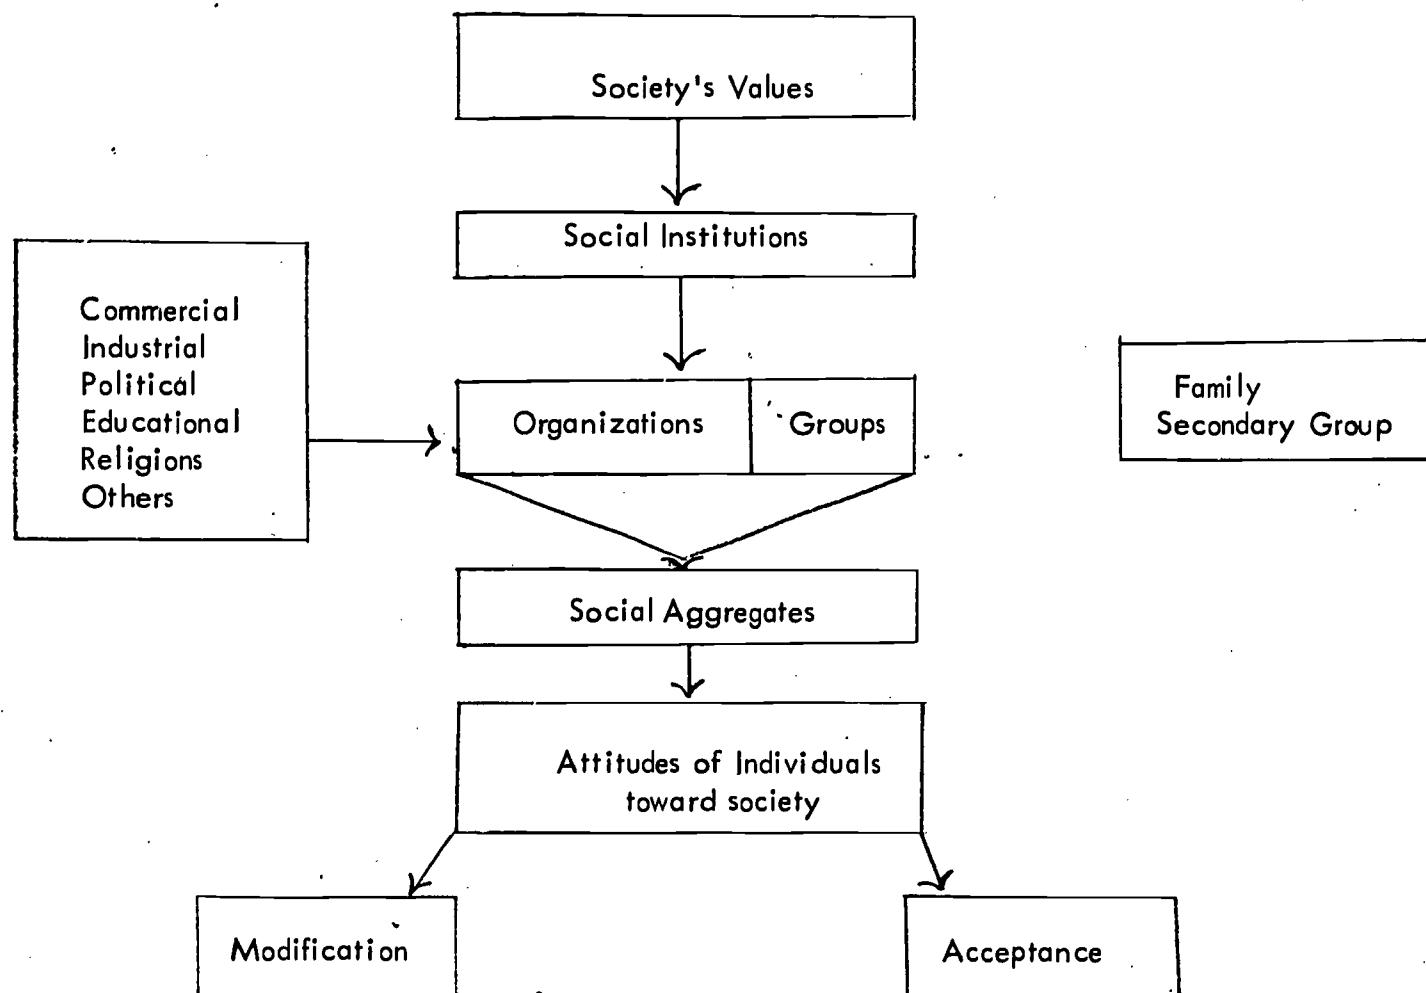 Society's Values
Social Institutions
Commercial
Industrial
Political
Educational
Religions
Others
Organizations
Groups
Family
Secondary Group
Social Aggregates
Attitudes of Individuals
toward society
Modification
Acceptance